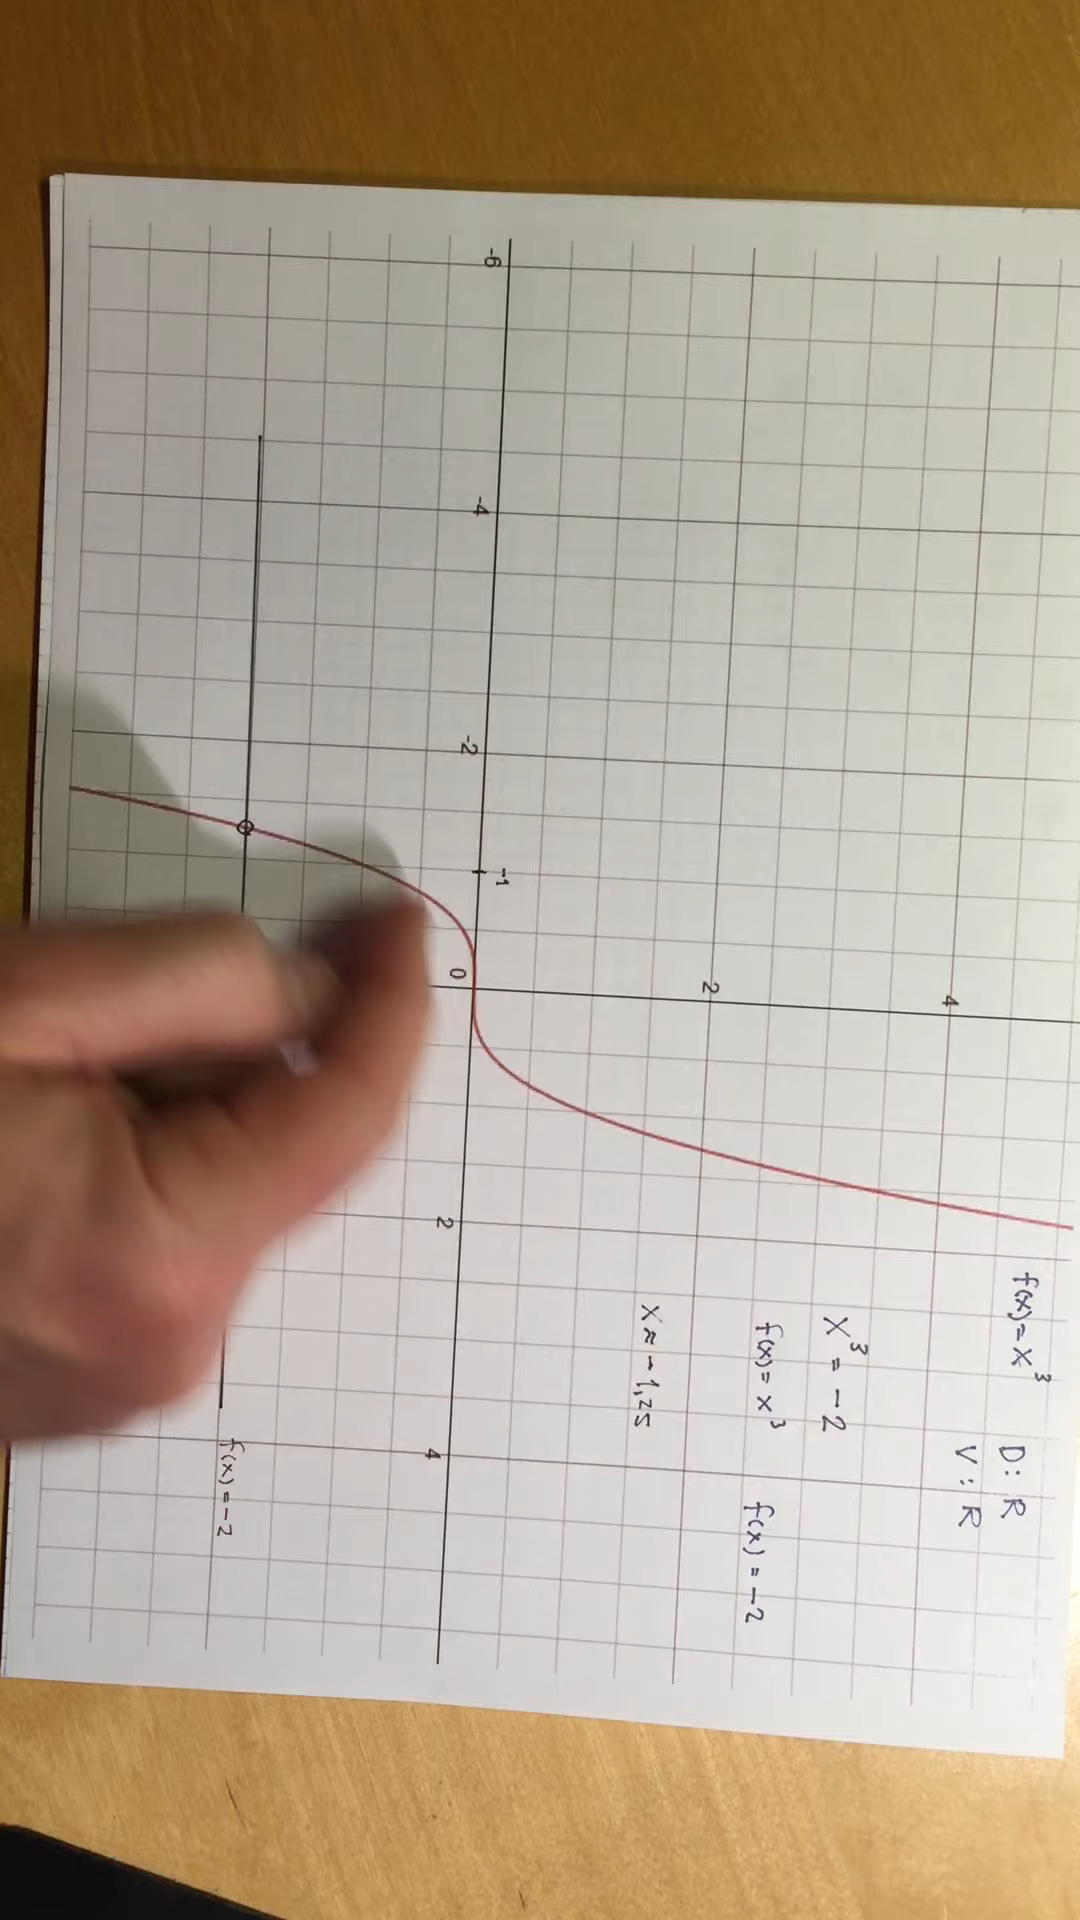 f(x) = x³ D: R
V: R
x³ = -2
f(x) = x³ f(x) = -2
x ≈ -1,25
4
2
-6 -4 -2 -1 0 2 4
f(x) = -2